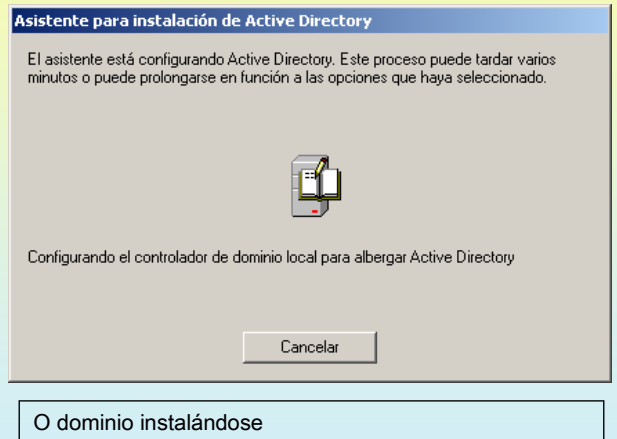 Asistente para instalación de Active Directory
El asistente está configurando Active Directory. Este proceso puede tardar varios
minutos o puede prolongarse en función a las opciones que haya seleccionado.
Configurando el controlador de dominio local para albergar Active Directory
Cancelar
O dominio instalándose